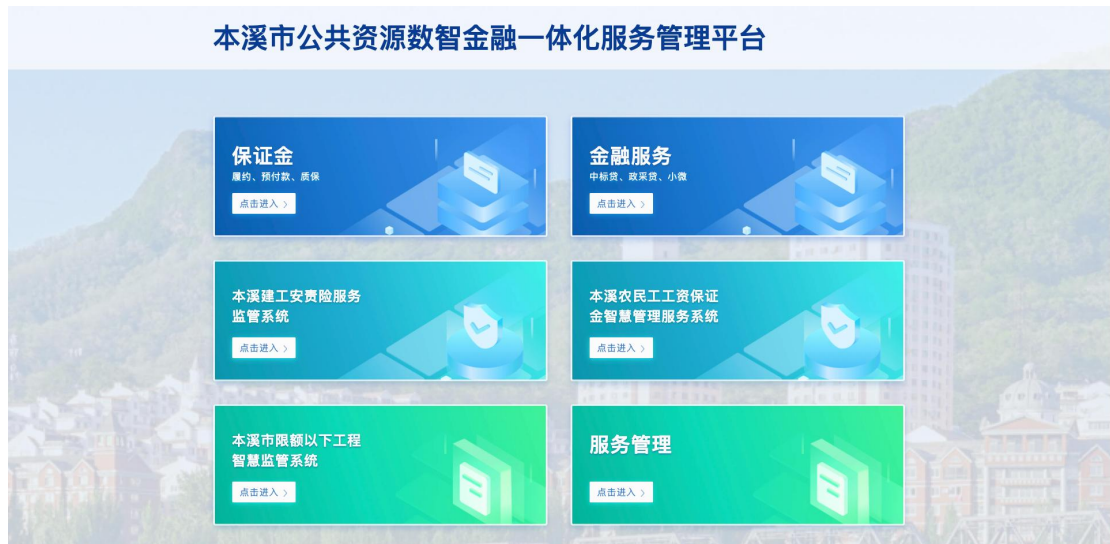 本溪市公共资源数智金融一体化服务管理平台
保证金
履约、预付款、质保
点击进入 >
金融服务
中标贷、政采贷、小微
点击进入 >
本溪建工安责险服务
监管系统
点击进入 >
本溪农民工工资保证
金智慧管理服务系统
点击进入 >
本溪市限额以下工程
智慧监管系统
点击进入 >
服务管理
点击进入 >